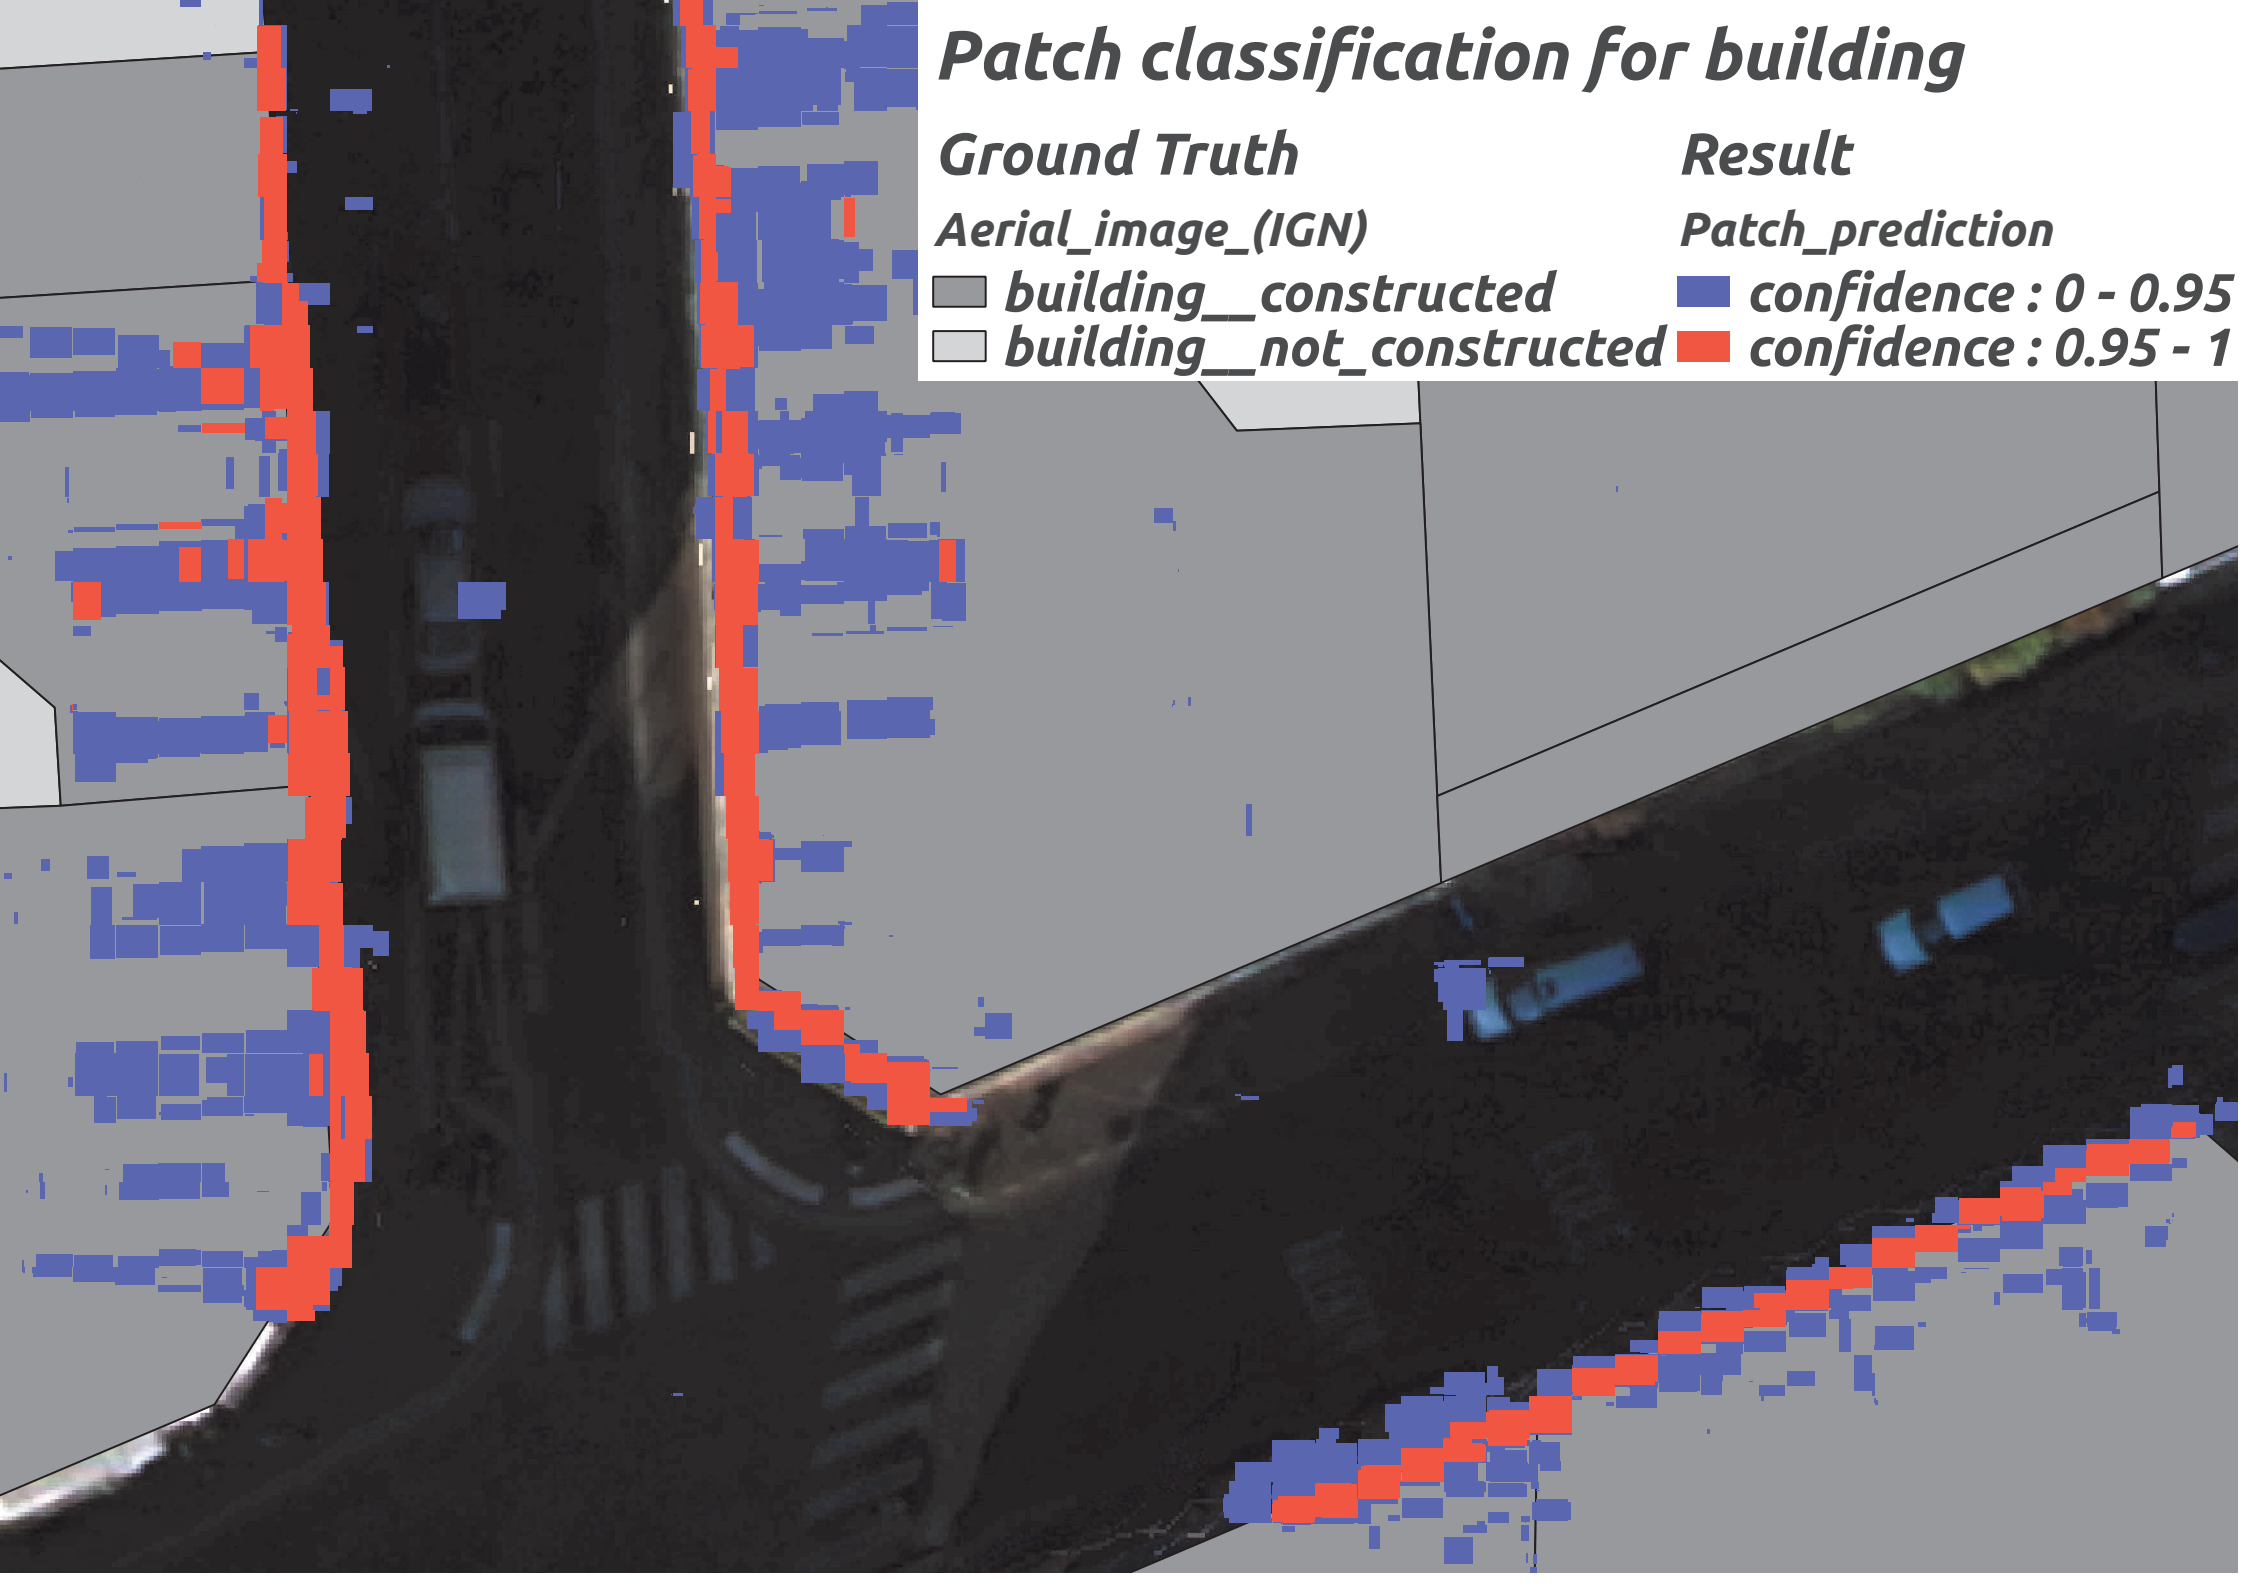 Patch classification for building
Ground Truth
Result
Aerial_image_(IGN)
Patch_prediction
building__constructed
confidence : 0 - 0.95
building__not_constructed
confidence : 0.95 - 1